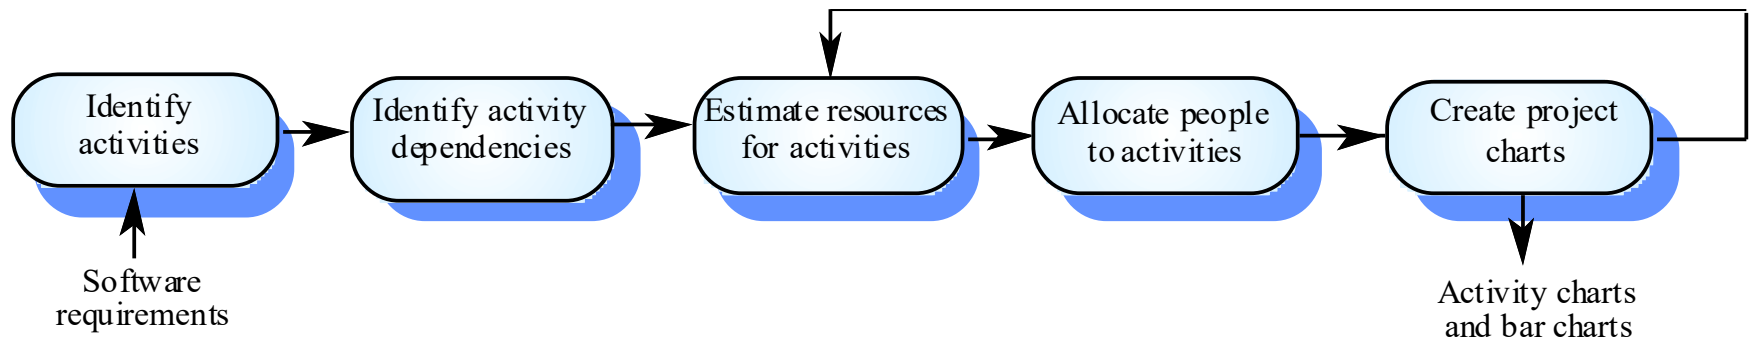 Identify
activities
Identify activity
dependencies
Estimate resources
for activities
Allocate people
to activities
Create project
charts
Software
requirements
Activity charts
and bar charts